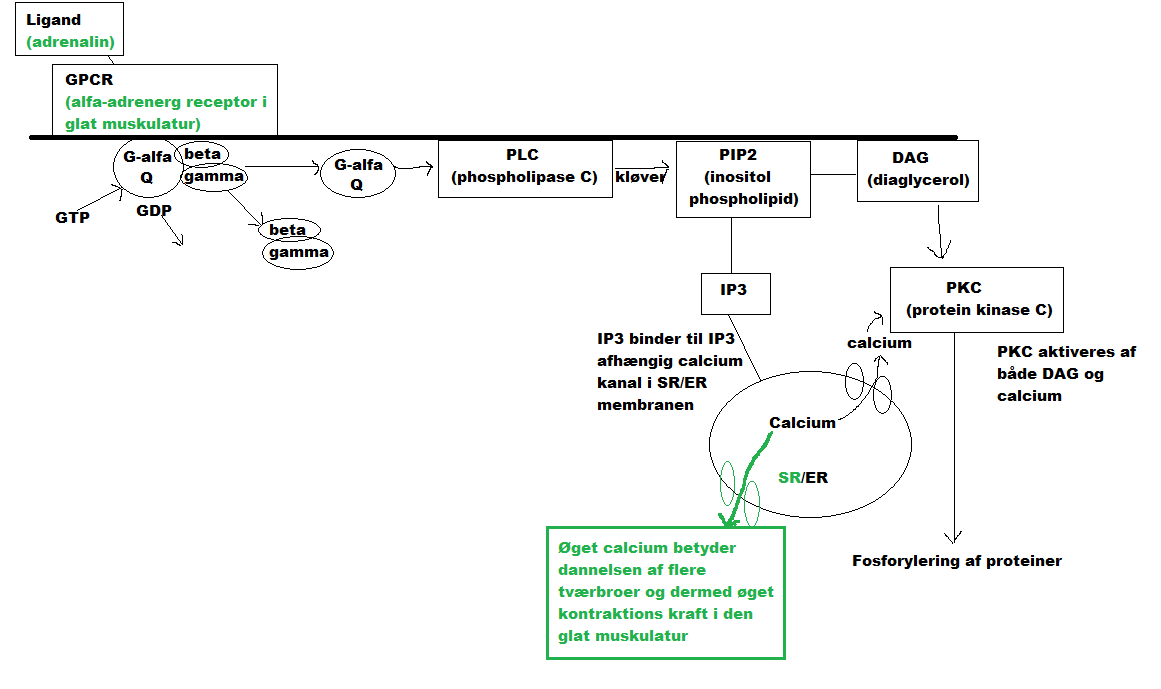 Ligand
(adrenalin)
GPCR
(alfa-adrenerg receptor i
glat muskulatur)
G-alfa
Q
beta
gamma
GTP
GDP
beta
gamma
G-alfa
Q
PLC
(phospholipase C)
kløver
PIP2
(inositol
phospholipid)
DAG
(diaglycerol)
IP3
IP3 binder til IP3
afhængig calcium
kanal i SR/ER
membranen
calcium
PKC
(protein kinase C)
PKC aktiveres af
både DAG og
calcium
Calcium
SR/ER
Øget calcium betyder
dannelsen af flere
tværbroer og dermed øget
kontraktions kraft i den
glat muskulatur
Fosforylering af proteiner